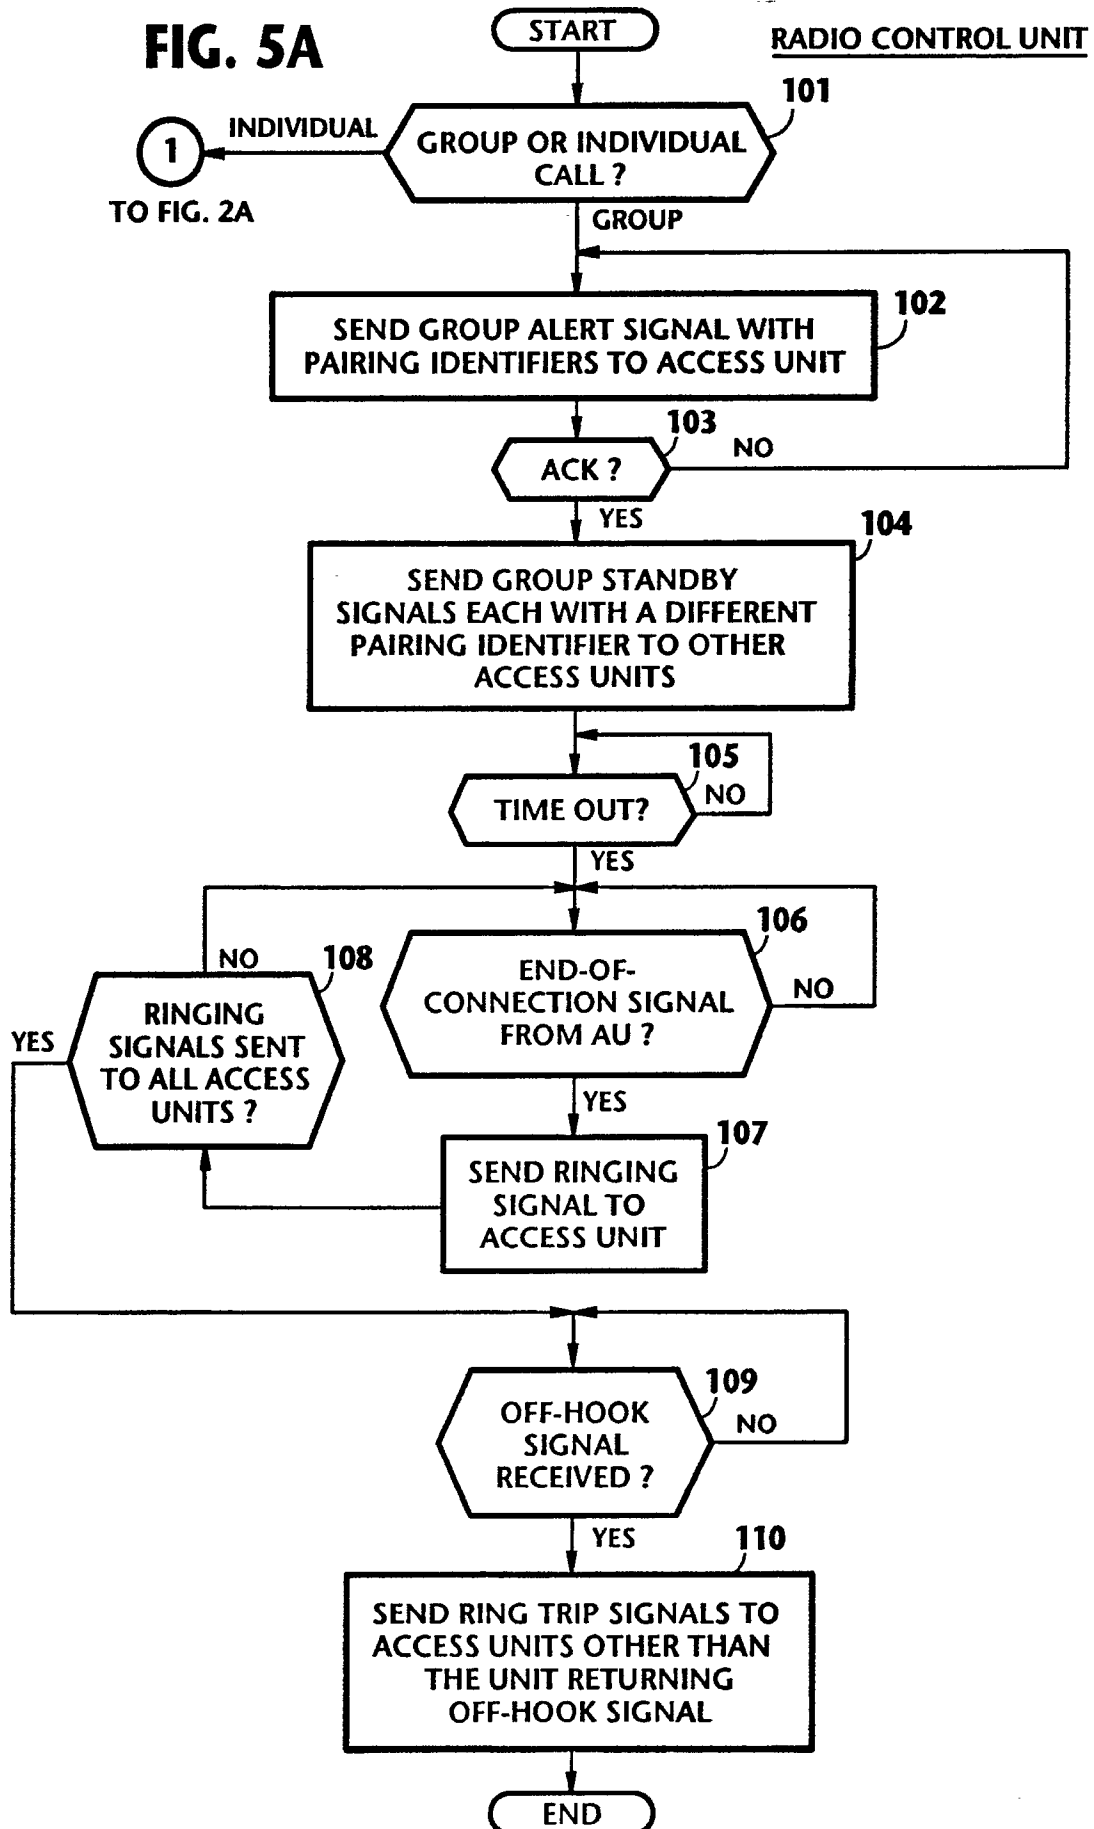 FIG. 5A
START
RADIO CONTROL UNIT
101
GROUP OR INDIVIDUAL
CALL ?
INDIVIDUAL
1
TO FIG. 2A
GROUP
102
SEND GROUP ALERT SIGNAL WITH
PAIRING IDENTIFIERS TO ACCESS UNIT
103
ACK ?
NO
YES
104
SEND GROUP STANDBY
SIGNALS EACH WITH A DIFFERENT
PAIRING IDENTIFIER TO OTHER
ACCESS UNITS
105
TIME OUT?
NO
YES
106
END-OF-
CONNECTION SIGNAL
FROM AU ?
NO
YES
107
SEND RINGING
SIGNAL TO
ACCESS UNIT
108
RINGING
SIGNALS SENT
TO ALL ACCESS
UNITS ?
NO
YES
109
OFF-HOOK
SIGNAL
RECEIVED ?
NO
YES
110
SEND RING TRIP SIGNALS TO
ACCESS UNITS OTHER THAN
THE UNIT RETURNING
OFF-HOOK SIGNAL
END